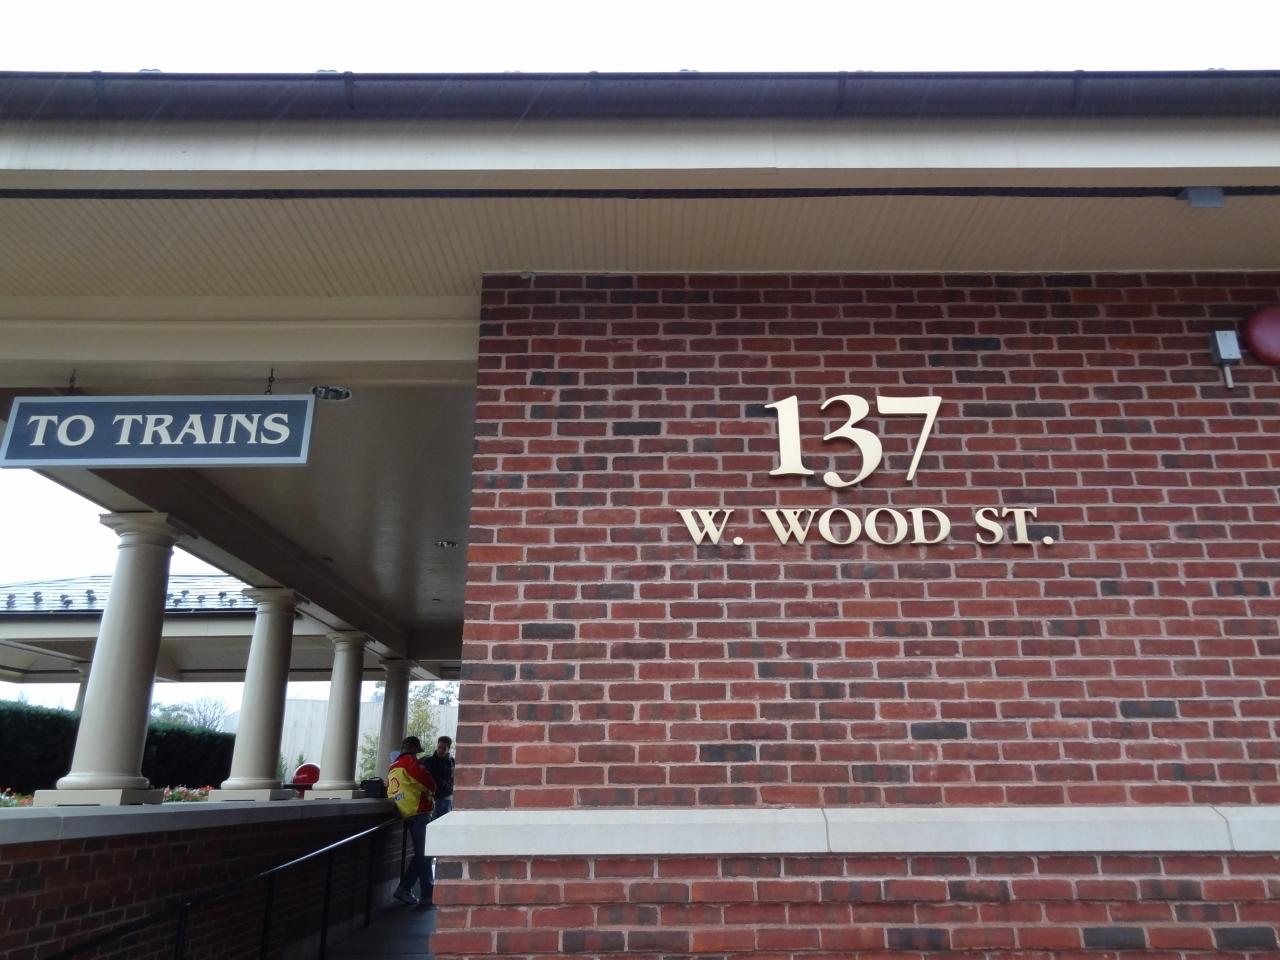 TO TRAINS
137
W. WOOD ST.